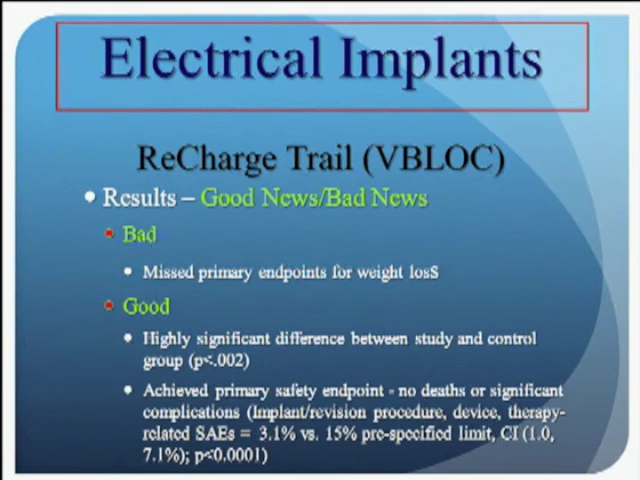 Electrical Implants
ReCharge Trail (VBLOC)
• Results – Good News/Bad News
• Bad
• Missed primary endpoints for weight losS
• Good
• Highly significant difference between study and control
group (p<.002)
• Achieved primary safety endpoint - no deaths or significant
complications (Implant/revision procedure, device, therapy-
related SAEs = 3.1% vs. 15% pre-specified limit, CI (1.0,
7.1%); p<0.0001)